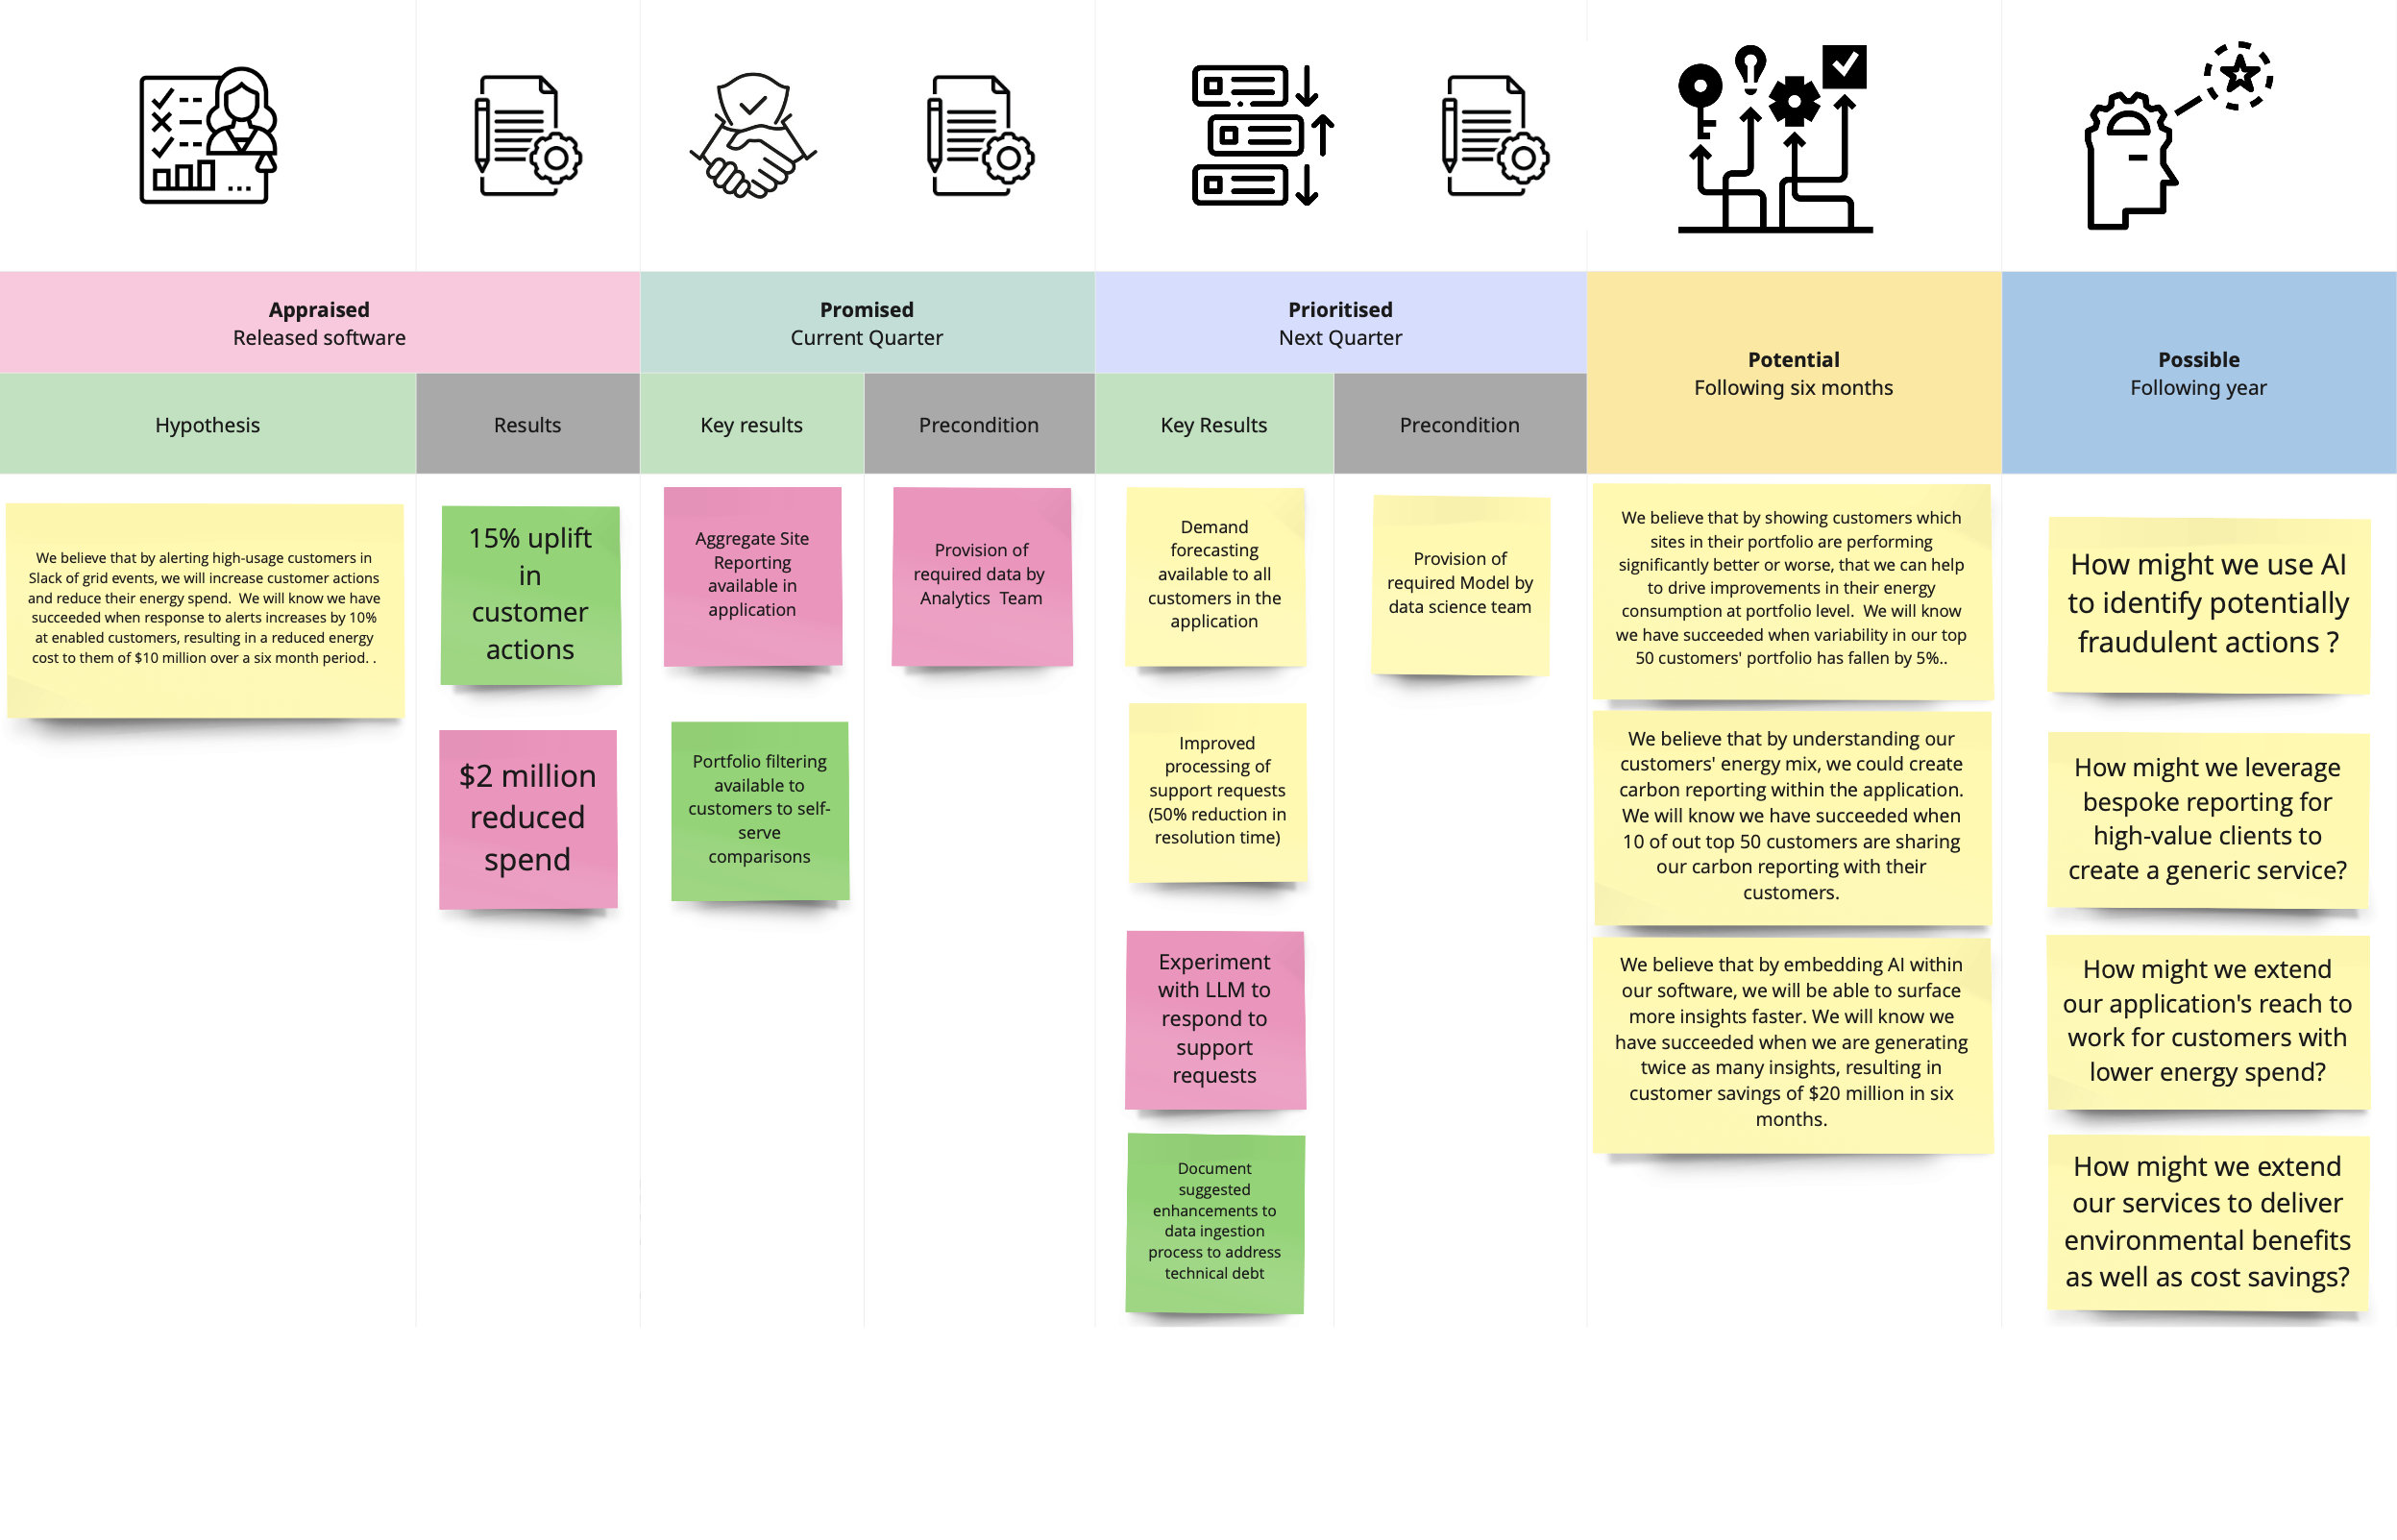 Appraised
Released software
Promised
Current Quarter
Prioritised
Next Quarter
Potential
Following six months
Possible
Following year
Hypothesis
Results
Key results
Precondition
Key Results
Precondition
We believe that by alerting high-usage customers in
Slack of grid events, we will increase customer actions
and reduce their energy spend.  We will know we have
succeeded when response to alerts increases by 10%
at enabled customers, resulting in a reduced energy
cost to them of $10 million over a six month period. .
15% uplift
in
customer
actions
$2 million
reduced
spend
Aggregate Site
Reporting
available in
application
Portfolio filtering
available to
customers to self-
serve
comparisons
Provision of
required data by
Analytics  Team
Demand
forecasting
available to all
customers in the
application
Improved
processing of
support requests
(50% reduction in
resolution time)
Experiment
with LLM to
respond to
support
requests
Document
suggested
enhancements to
data ingestion
process to address
technical debt
Provision of
required Model by
data science team
We believe that by showing customers which
sites in their portfolio are performing
significantly better or worse, that we can help
to drive improvements in their energy
consumption at portfolio level.  We will know
we have succeeded when variability in our top
50 customers' portfolio has fallen by 5%..
We believe that by understanding our
customers' energy mix, we could create
carbon reporting within the application.
We will know we have succeeded when
10 of out top 50 customers are sharing
our carbon reporting with their
customers.
We believe that by embedding AI within
our software, we will be able to surface
more insights faster. We will know we
have succeeded when we are generating
twice as many insights, resulting in
customer savings of $20 million in six
months.
How might we use AI
to identify potentially
fraudulent actions ?
How might we leverage
bespoke reporting for
high-value clients to
create a generic service?
How might we extend
our application's reach to
work for customers with
lower energy spend?
How might we extend
our services to deliver
environmental benefits
as well as cost savings?